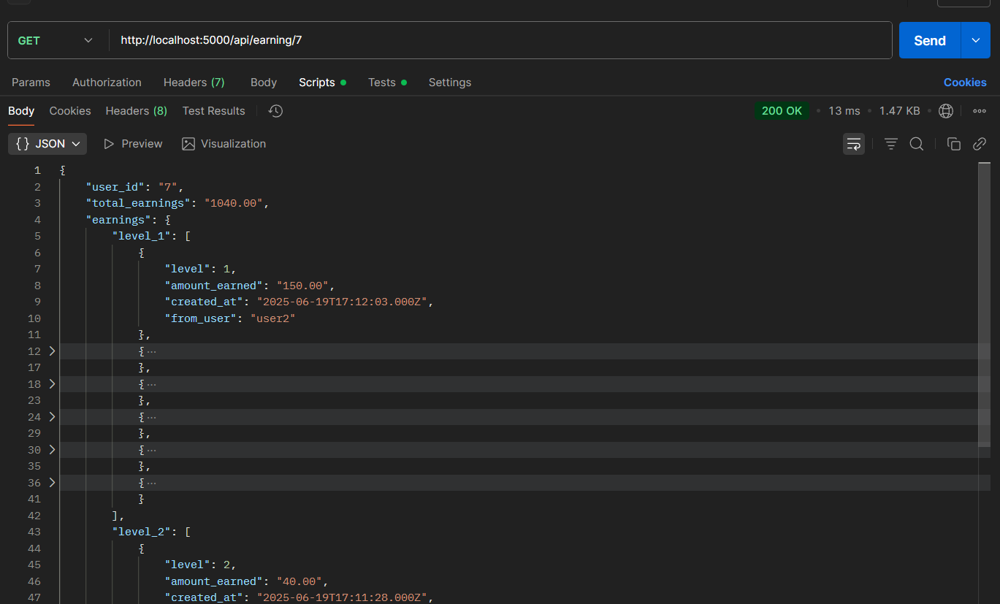 GET http://localhost:5000/api/earning/7 Send
Params Authorization Headers (7) Body Scripts Tests Settings Cookies
Body Cookies Headers (8) Test Results 200 OK 13 ms 1.47 KB
{} JSON Preview Visualization
1 {
2 "user_id": "7",
3 "total_earnings": "1040.00",
4 "earnings": {
5 "level_1": [
6 {
7 "level": 1,
8 "amount_earned": "150.00",
9 "created_at": "2025-06-19T17:12:03.000Z",
10 "from_user": "user2"
11 },
12 {···
17 },
18 {···
23 },
24 {···
29 },
30 {···
35 },
36 {···
41 }
42 ],
43 "level_2": [
44 {
45 "level": 2,
46 "amount_earned": "40.00",
47 "created_at": "2025-06-19T17:11:28.000Z",